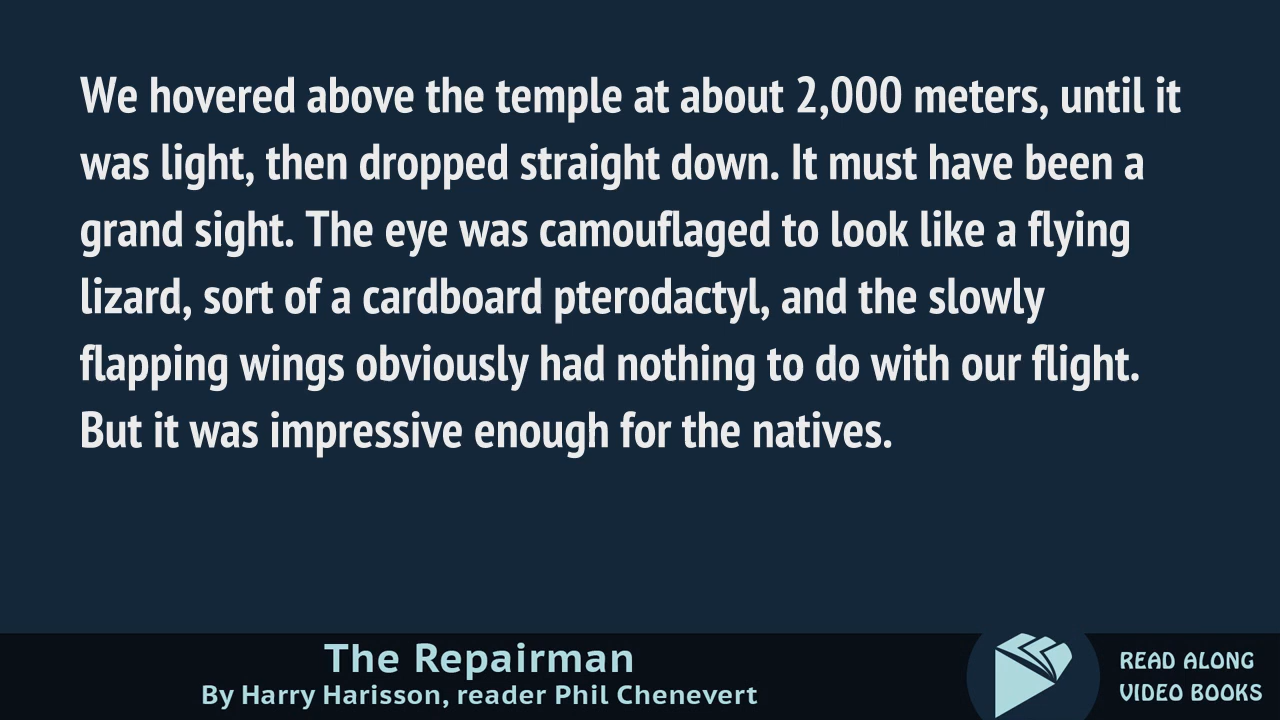 We hovered above the temple at about 2,000 meters, until it
was light, then dropped straight down. It must have been a
grand sight. The eye was camouflaged to look like a flying
lizard, sort of a cardboard pterodactyl, and the slowly
flapping wings obviously had nothing to do with our flight.
But it was impressive enough for the natives.
The Repairman
By Harry Harisson, reader Phil Chenevert
READ ALONG
VIDEO BOOKS